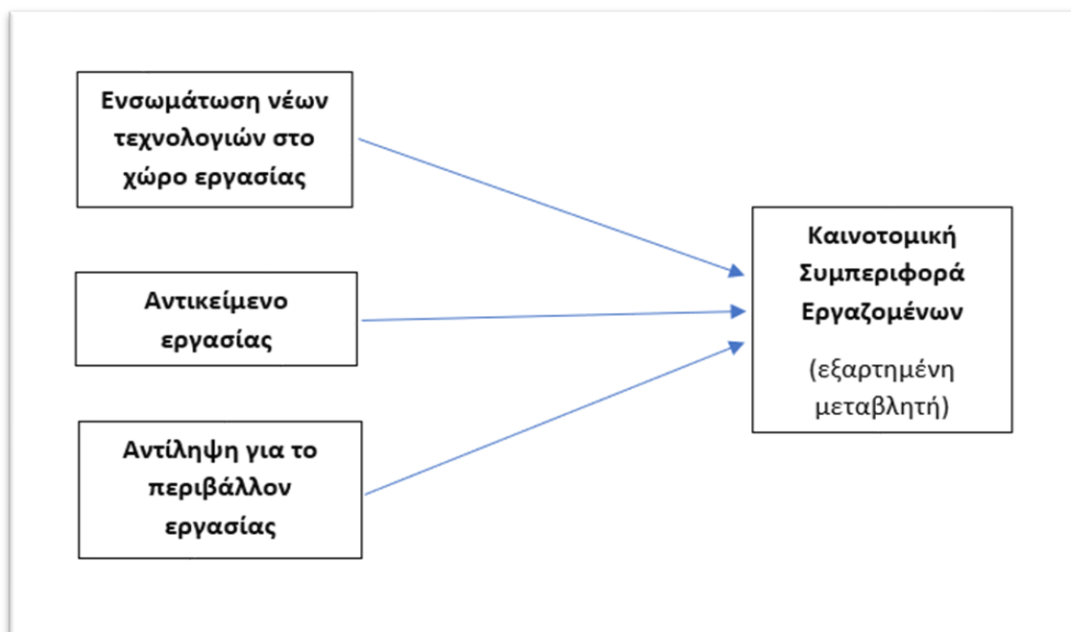 Ενσωμάτωση νέων
τεχνολογιών στο
χώρο εργασίας
Αντικείμενο
εργασίας
Αντίληψη για το
περιβάλλον
εργασίας
Καινοτομική
Συμπεριφορά
Εργαζομένων
(εξαρτημένη
μεταβλητή)